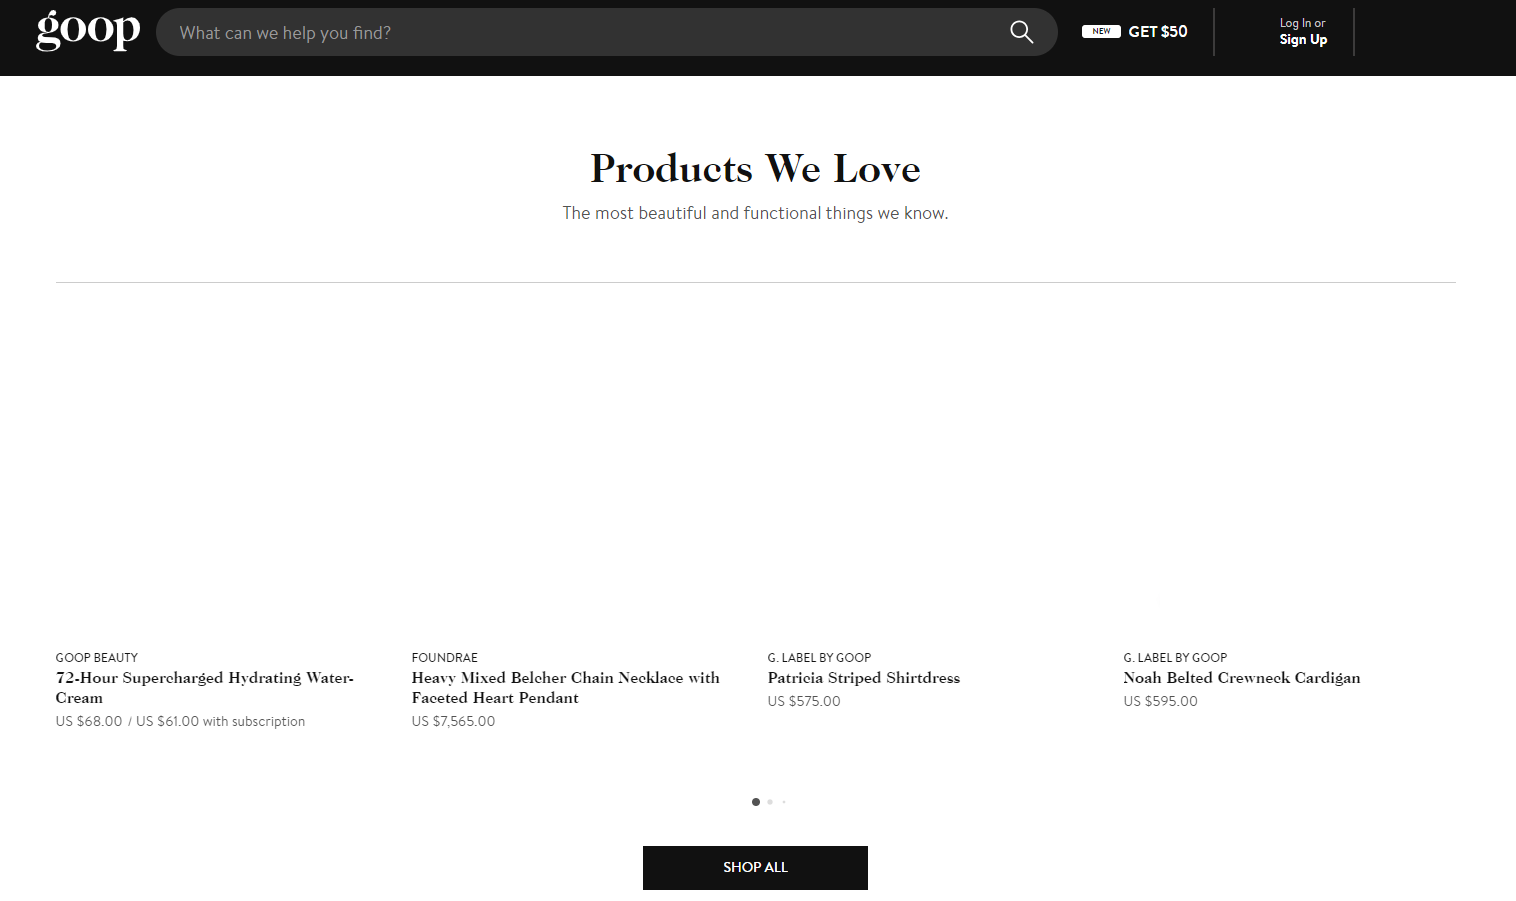 goop
What can we help you find?
NEW GET $50
Log In or
Sign Up
Products We Love
The most beautiful and functional things we know.
GOOP BEAUTY
72-Hour Supercharged Hydrating Water-
Cream
US $68.00 / US $61.00 with subscription
FOUNDRAE
Heavy Mixed Belcher Chain Necklace with
Faceted Heart Pendant
US $7,565.00
G. LABEL BY GOOP
Patricia Striped Shirtdress
US $575.00
G. LABEL BY GOOP
Noah Belted Crewneck Cardigan
US $595.00
SHOP ALL